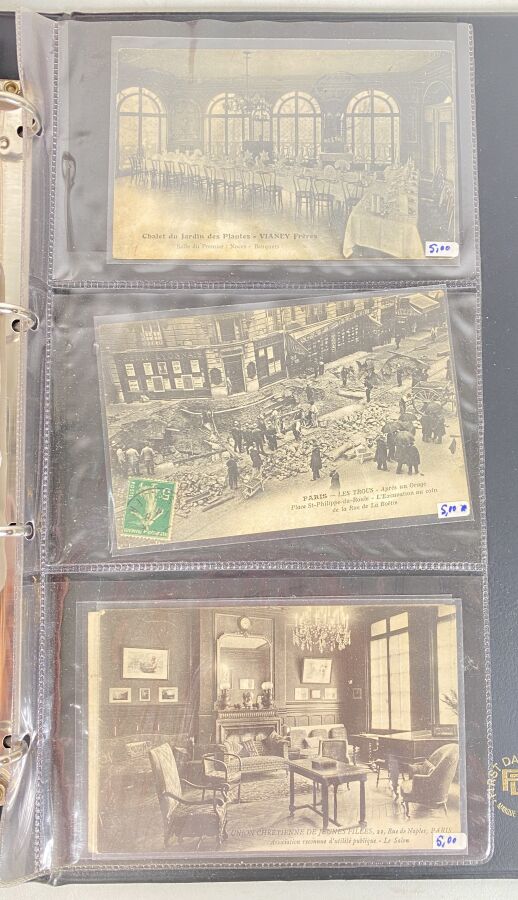 Chalet du Jardin des Plantes - VIANEY Frères
Salle du Premier : Noces - Banquets
5,00
PARIS — LES TROUS - Après un Orage
Place St-Philippe-du-Roule - L'Excavation au coin
de la Rue de La Boëtie
5,00
UNION CHRÉTIENNE DE JEUNES FILLES, 22, Rue de Naples, PARIS
Association reconnue d'utilité publique - Le Salon
5,00
FIRST DA